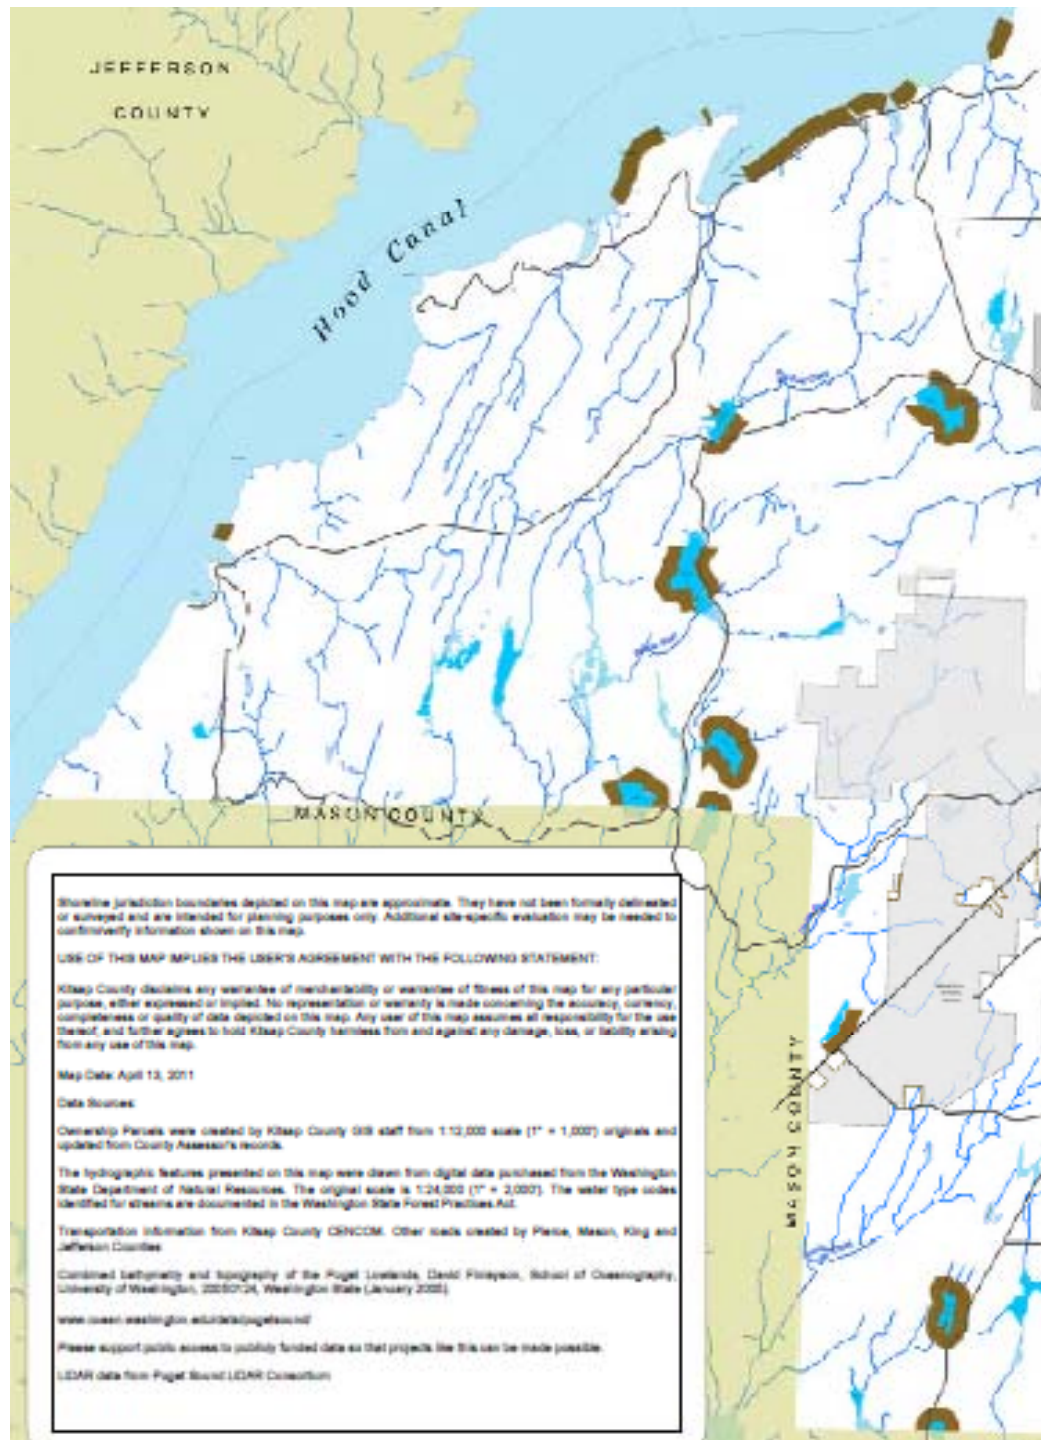 JEFFERSON
COUNTY
Hood Canal
MASON COUNTY
Shoreline jurisdiction boundaries depicted on this map are approximate. They have not been formally delineated
or surveyed and are intended for planning purposes only. Additional site-specific evaluation may be needed to
confirm/verify information shown on this map.
USE OF THIS MAP IMPLIES THE USER'S AGREEMENT WITH THE FOLLOWING STATEMENT:
Kitsap County disclaims any warrantee of merchantability or warrantee of fitness of this map for any particular
purpose, either expressed or implied. No representation or warranty is made concerning the accuracy, currency,
completeness or quality of data depicted on this map. Any user of this map assumes all responsibility for the use
thereof, and further agrees to hold Kitsap County harmless from and against any damage, loss, or liability arising
from any use of this map.
Map Date: April 13, 2011
Data Sources:
Ownership Parcels were created by Kitsap County GIS staff from 1:12,000 scale (1" = 1,000') originals and
updated from County Assessor's records.
The hydrographic features presented on this map were drawn from digital data purchased from the Washington
State Department of Natural Resources. The original scale is 1:24,000 (1" = 2,000'). The water type codes
identified for streams are documented in the Washington State Forest Practices Act.
Transportation information from Kitsap County CENCOM. Other roads created by Pierce, Mason, King and
Jefferson Counties
Combined bathymetry and topography of the Puget Lowlands, David Finlayson, School of Oceanography,
University of Washington, Washington State (January 2005).
www.ocean.washington.edu/data/pugetsound/
Please support public access to publicly funded data so that projects like this can be made possible.
LIDAR data from Puget Sound LIDAR Consortium
MASON COUNTY